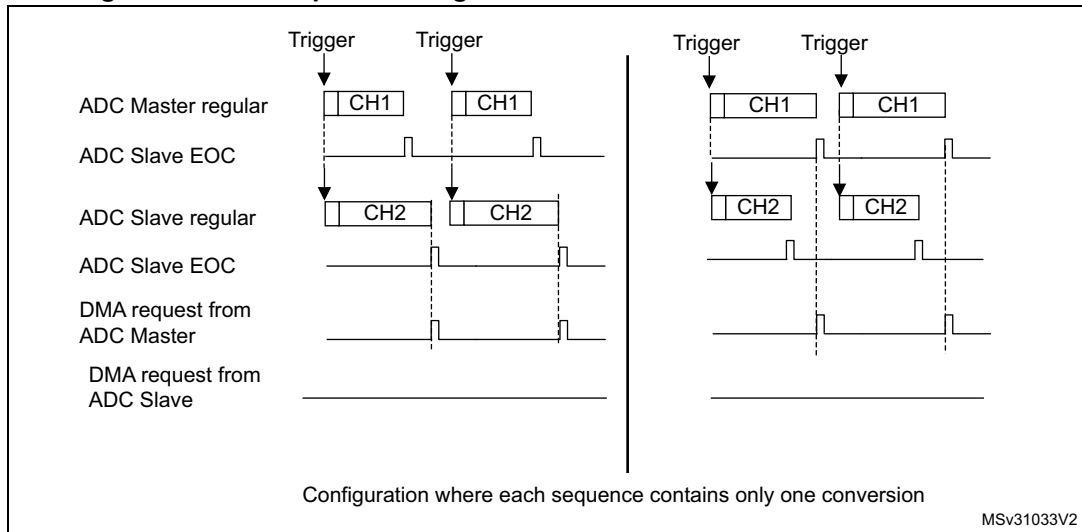 Trigger Trigger Trigger Trigger
ADC Master regular CH1 CH1 CH1 CH1
ADC Slave EOC
ADC Slave regular CH2 CH2 CH2 CH2
ADC Slave EOC
DMA request from
ADC Master
DMA request from
ADC Slave
Configuration where each sequence contains only one conversion
MSv31033V2